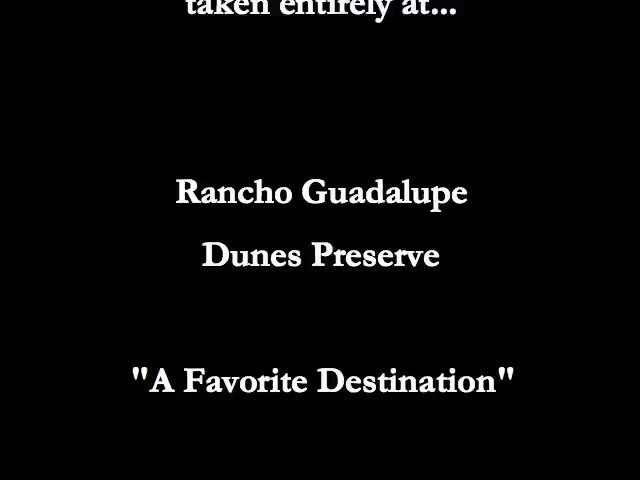 taken entirely at...
Rancho Guadalupe
Dunes Preserve
"A Favorite Destination"